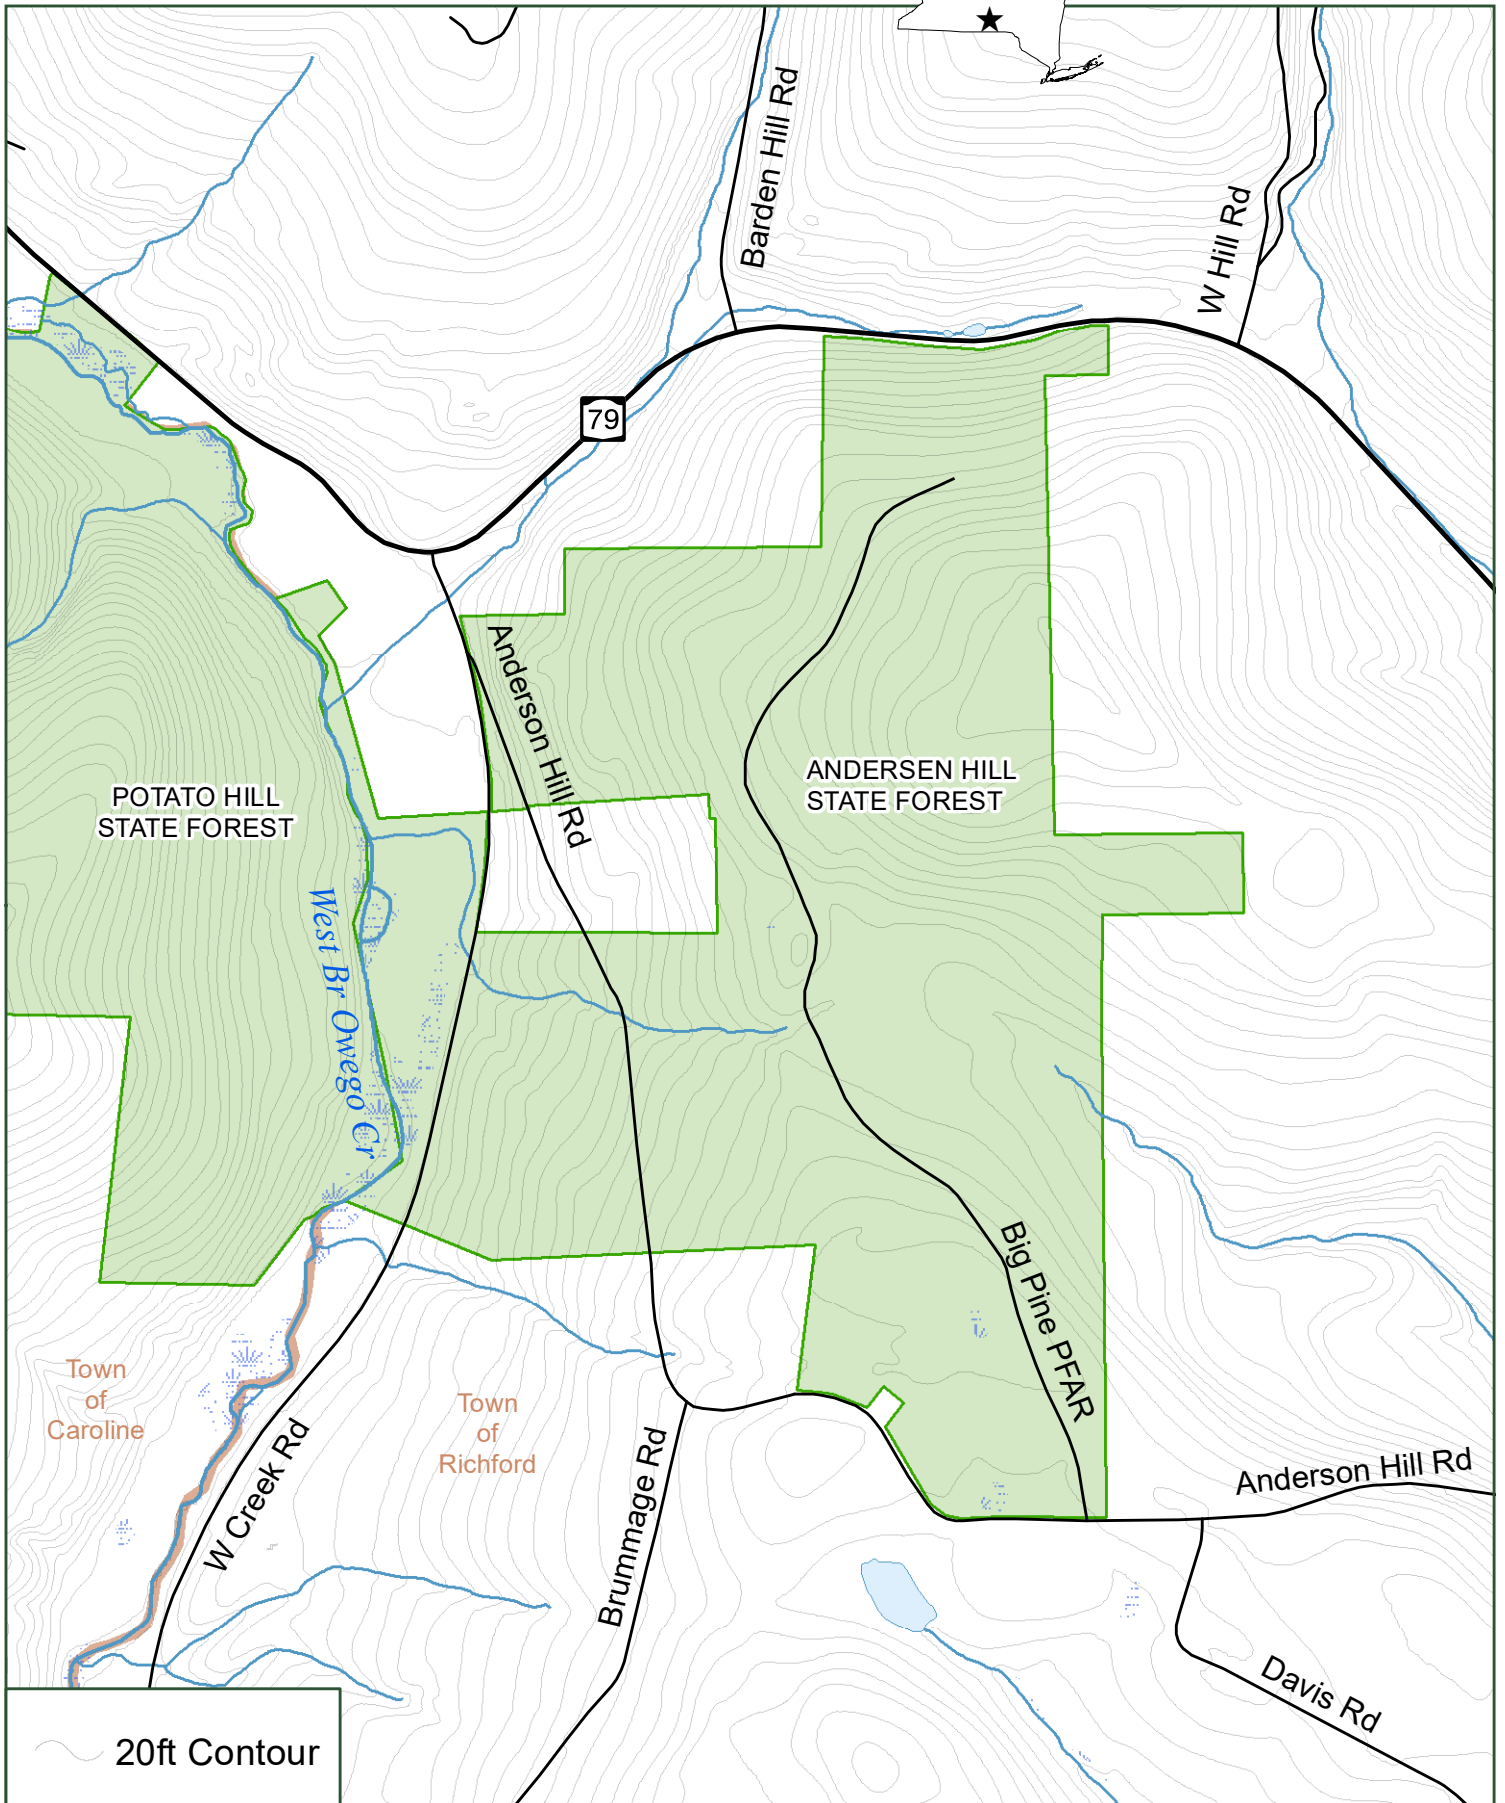 Barden Hill Rd
W Hill Rd
79
Anderson Hill Rd
ANDERSEN HILL
STATE FOREST
POTATO HILL
STATE FOREST
West Br Owego Cr
Big Pine PFAR
Town
of
Caroline
Town
of
Richford
W Creek Rd
Brummage Rd
Anderson Hill Rd
Davis Rd
20ft Contour